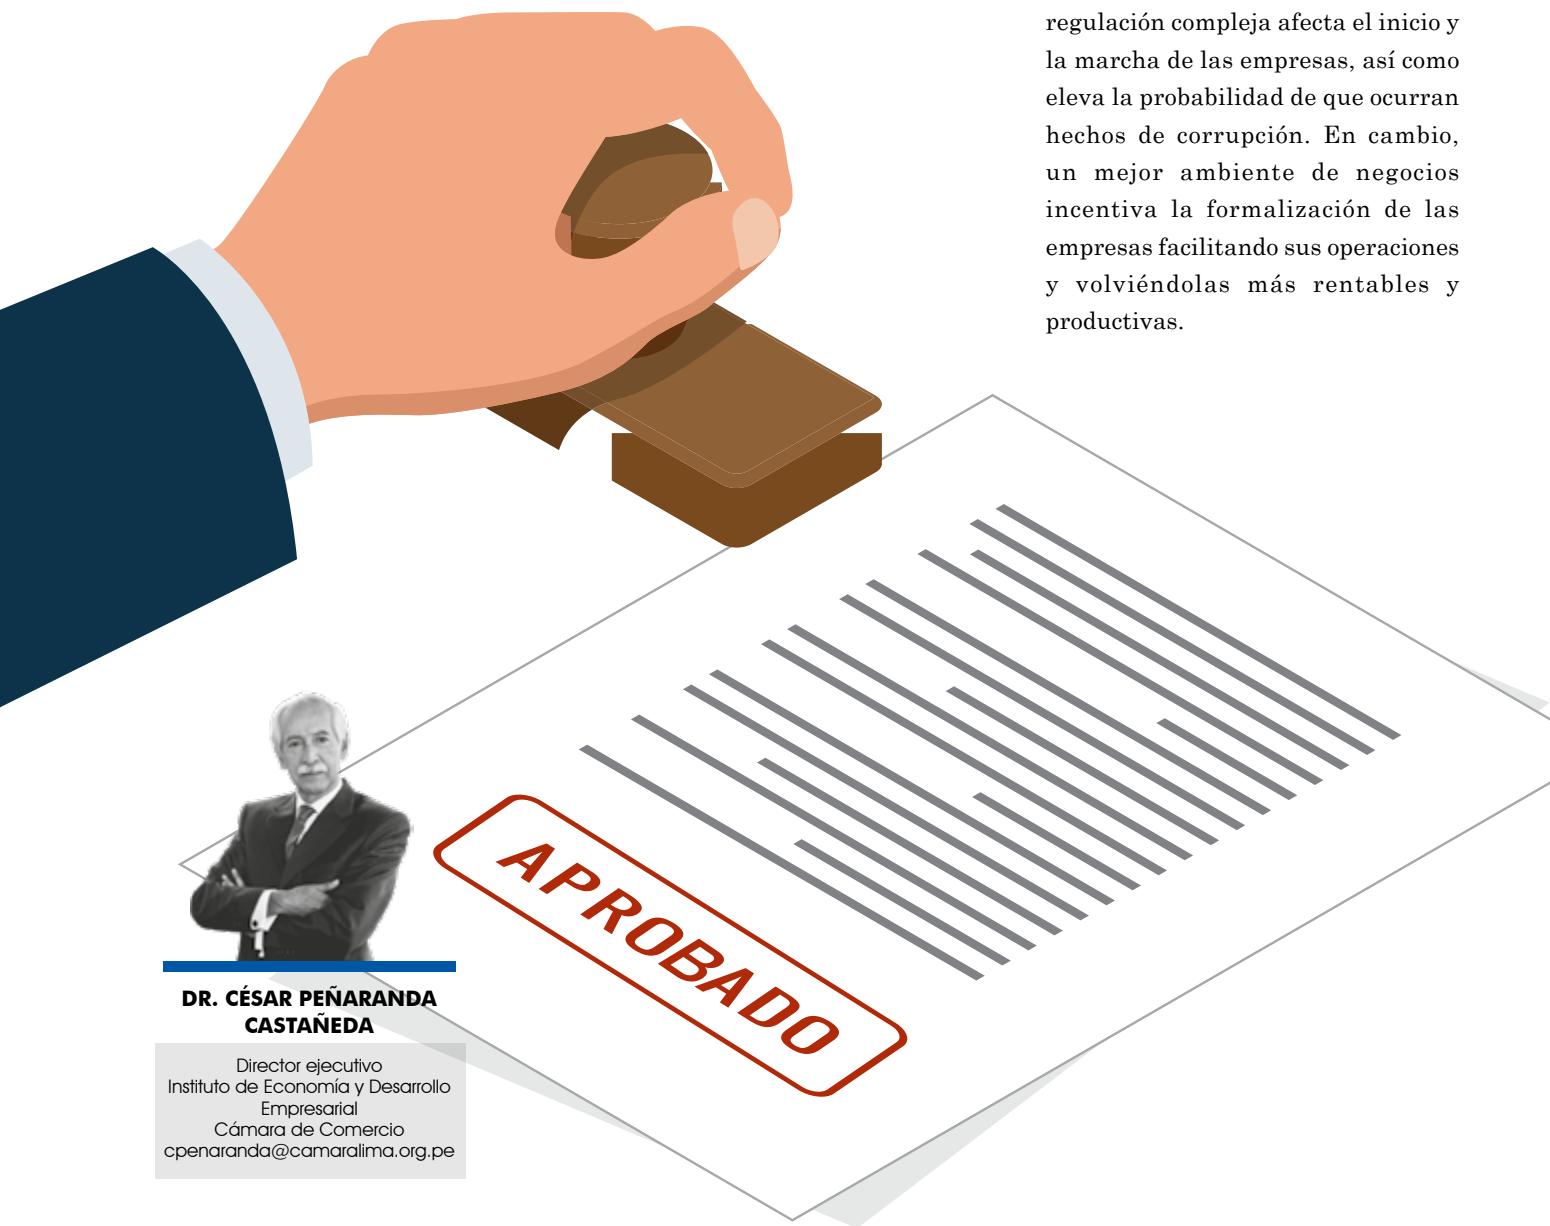 regulación compleja afecta el inicio y
la marcha de las empresas, así como
eleva la probabilidad de que ocurran
hechos de corrupción. En cambio,
un mejor ambiente de negocios
incentiva la formalización de las
empresas facilitando sus operaciones
y volviéndolas más rentables y
productivas.
APROBADO
DR. CÉSAR PEÑARANDA
CASTAÑEDA
Director ejecutivo
Instituto de Economía y Desarrollo
Empresarial
Cámara de Comercio
cpenaranda@camaralima.org.pe